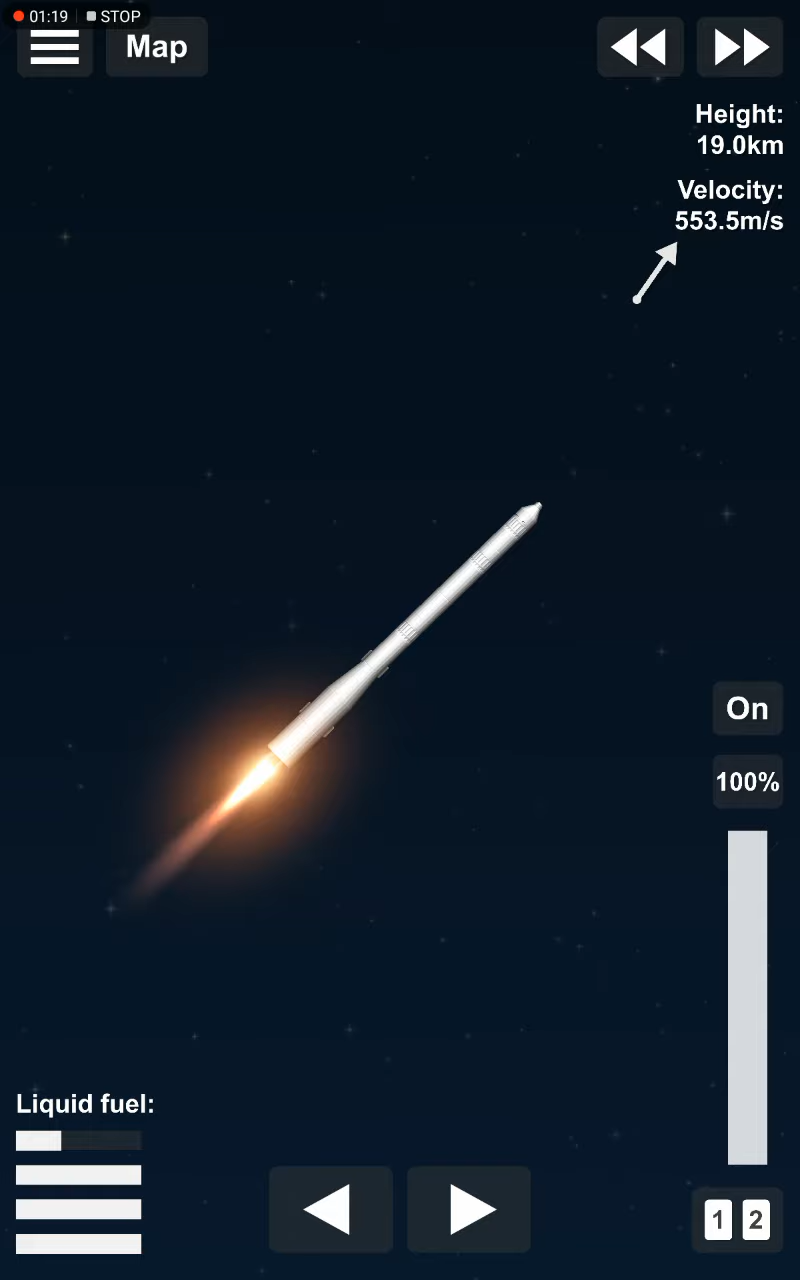 01:19 STOP
Map
Height:
19.0km
Velocity:
553.5m/s
On
100%
Liquid fuel:
1 2